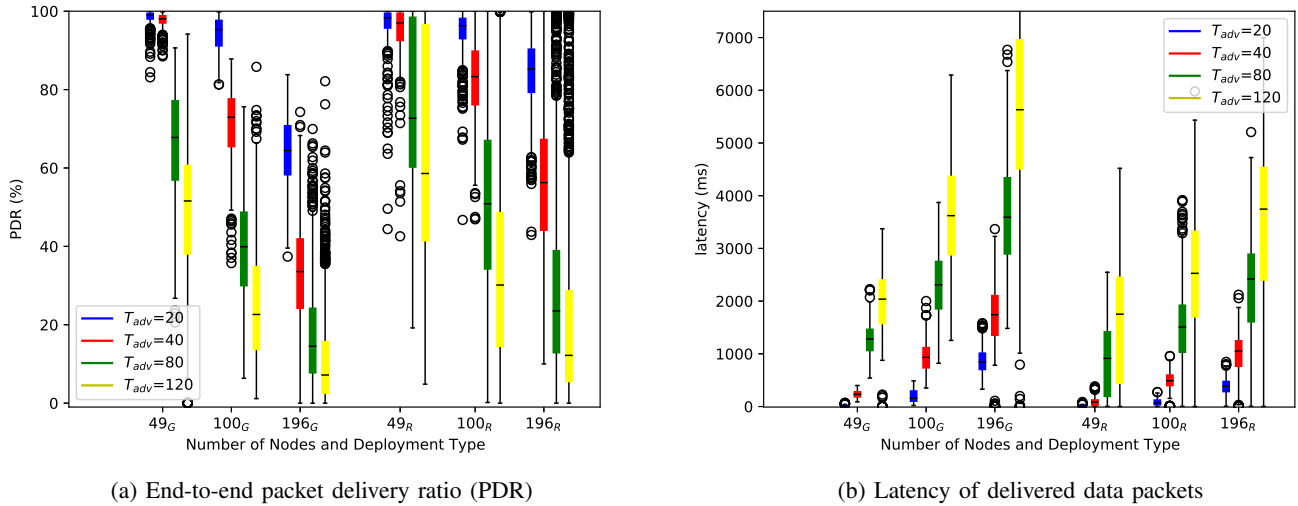 100
80
60
40
20
0
PDR (%)
T_adv=20
T_adv=40
T_adv=80
T_adv=120
49_G
100_G
196_G
49_R
100_R
196_R
Number of Nodes and Deployment Type
(a) End-to-end packet delivery ratio (PDR)
7000
6000
5000
4000
3000
2000
1000
0
latency (ms)
T_adv=20
T_adv=40
T_adv=80
T_adv=120
49_G
100_G
196_G
49_R
100_R
196_R
Number of Nodes and Deployment Type
(b) Latency of delivered data packets